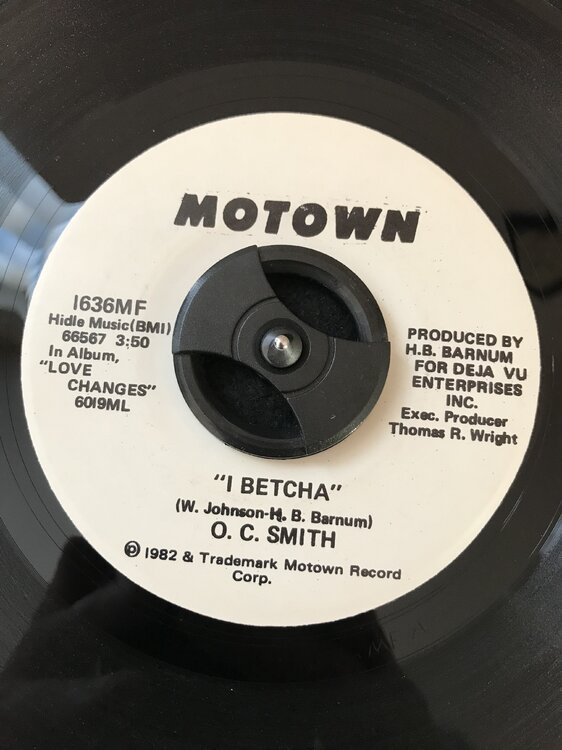 MOTOWN
1636MF
Hidle Music(BMI)
66567 3:50
In Album,
"LOVE
CHANGES"
6019ML
PRODUCED BY
H.B. BARNUM
FOR DEJA VU
ENTERPRISES
INC.
Exec. Producer
Thomas R. Wright
"I BETCHA"
(W. Johnson-H. B. Barnum)
O. C. SMITH
℗ 1982 & Trademark Motown Record
Corp.